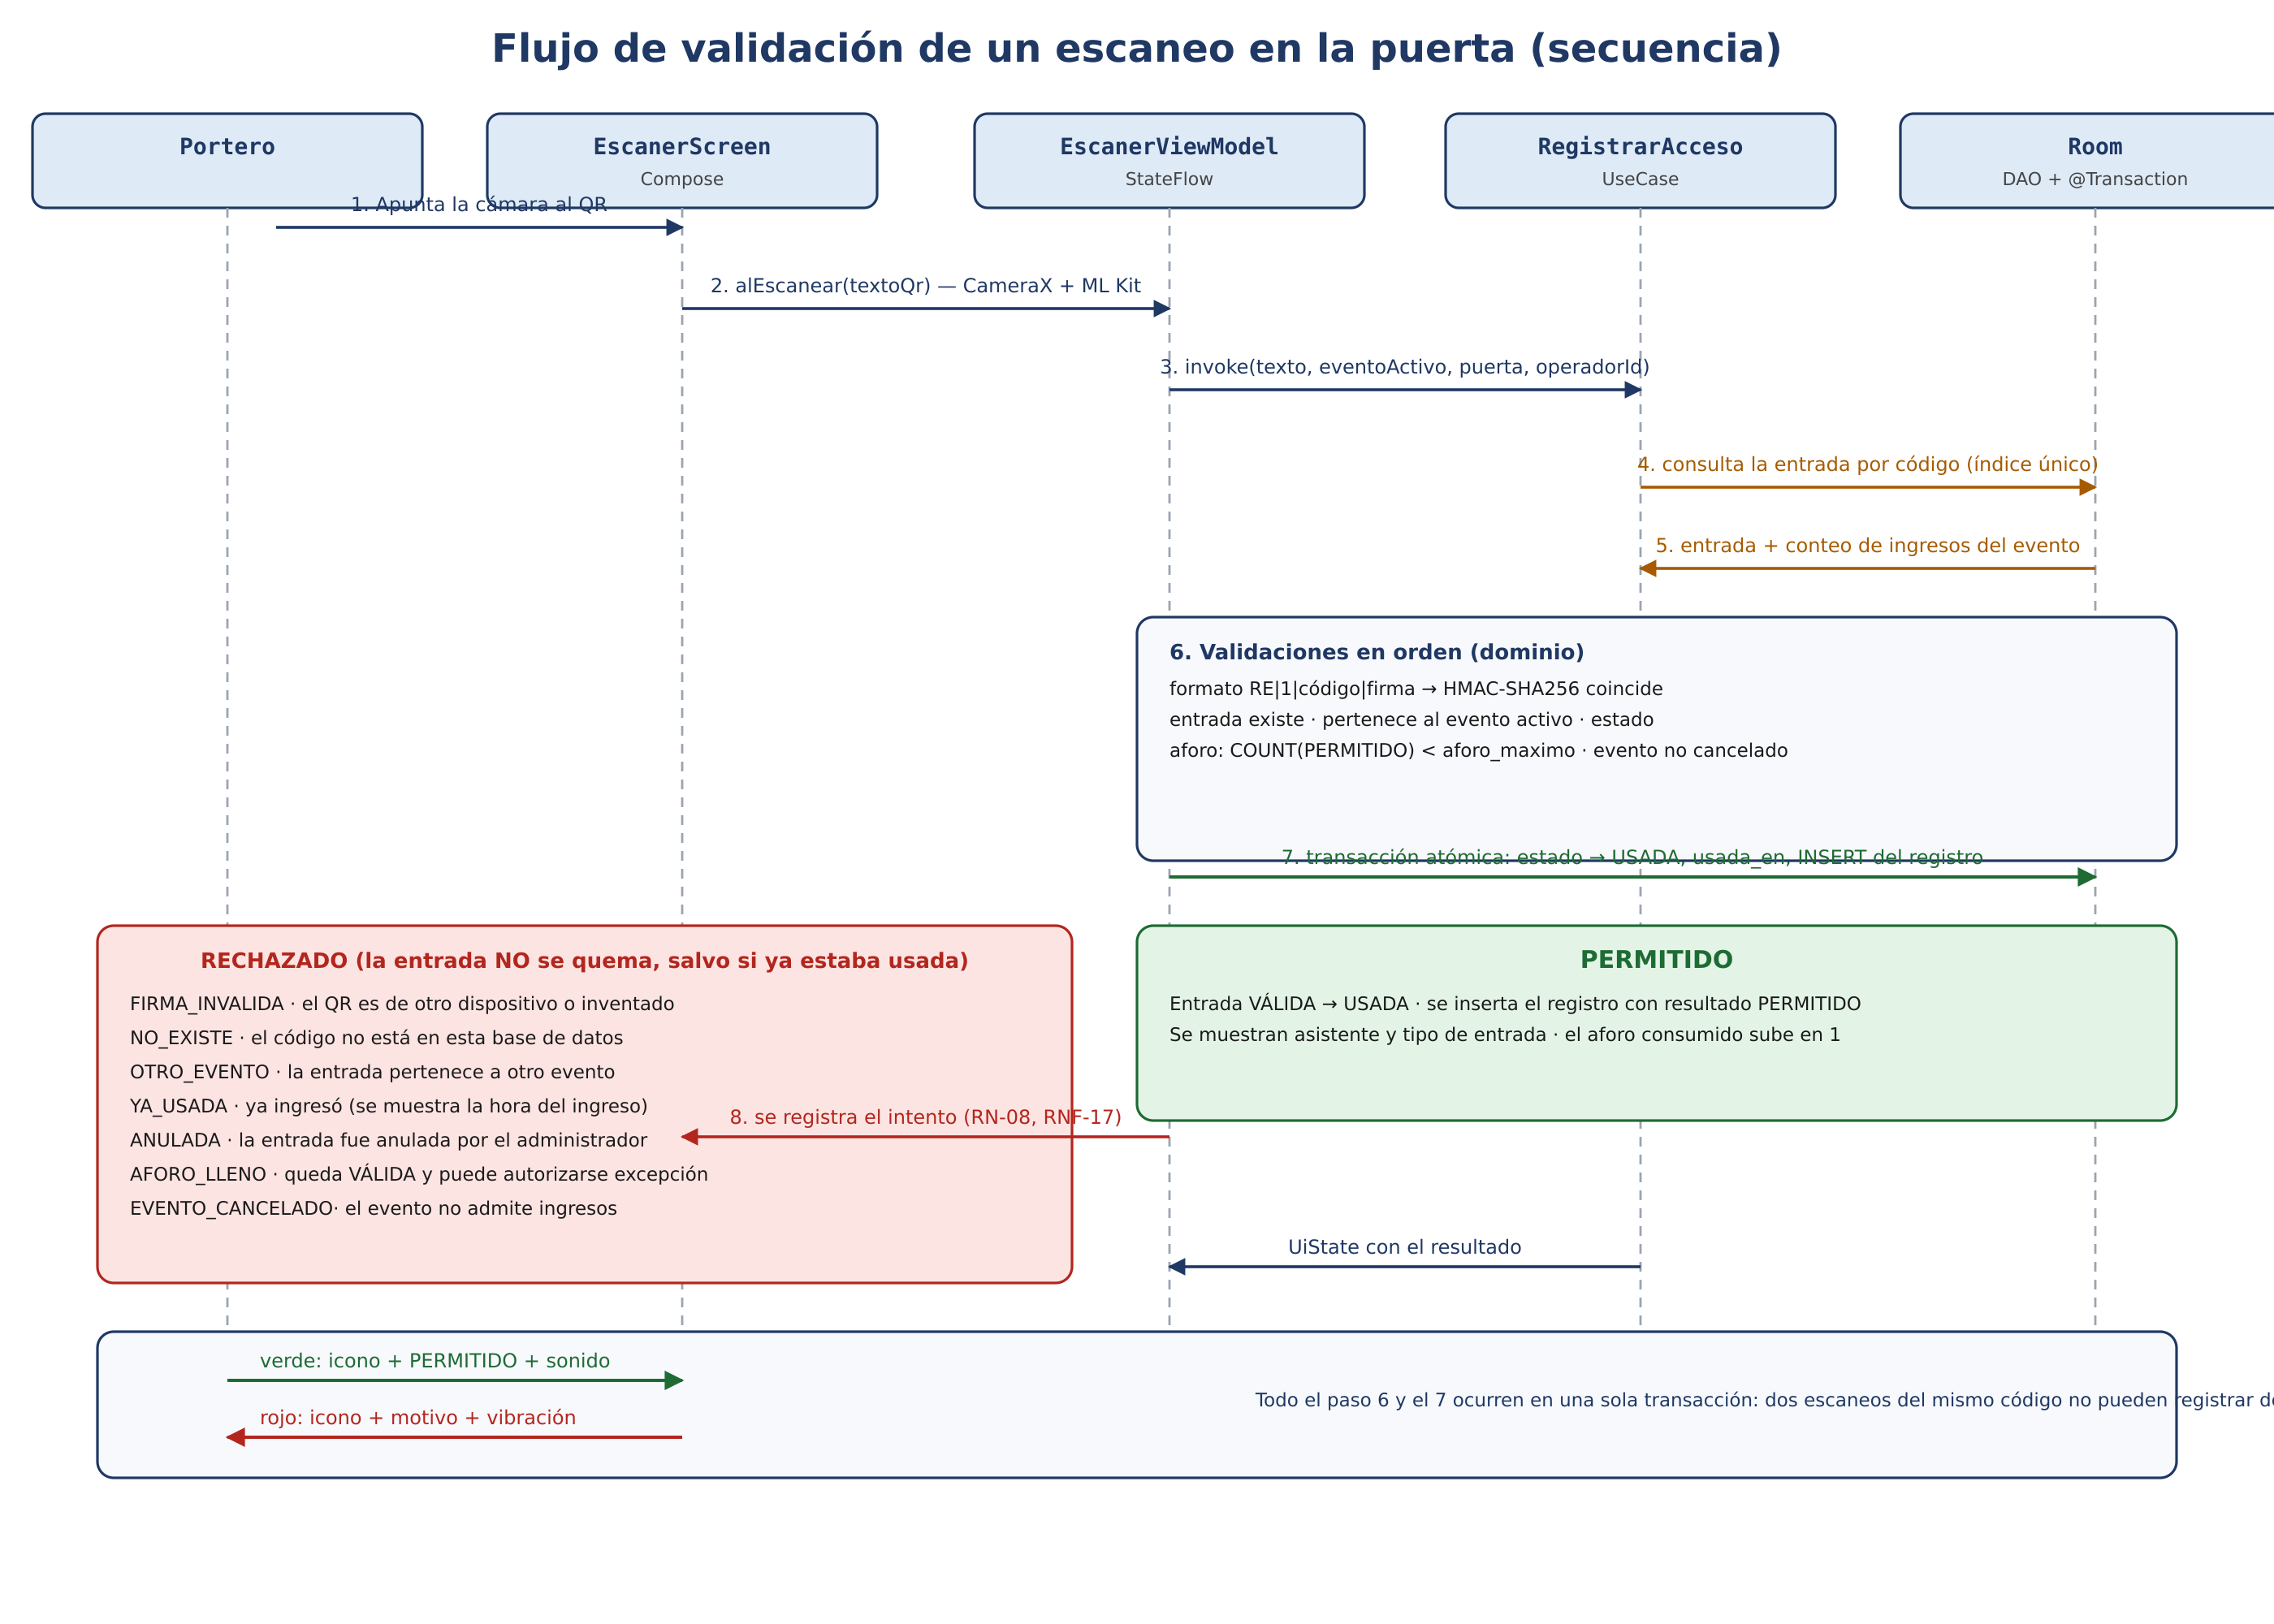 Flujo de validación de un escaneo en la puerta (secuencia)
Portero
EscanerScreen
Compose
EscanerViewModel
StateFlow
RegistrarAcceso
UseCase
Room
DAO + @Transaction
1. Apunta la cámara al QR
2. alEscanear(textoQr) — CameraX + ML Kit
3. invoke(texto, eventoActivo, puerta, operadorId)
4. consulta la entrada por código (índice único)
5. entrada + conteo de ingresos del evento
6. Validaciones en orden (dominio)
formato RE|1|código|firma → HMAC-SHA256 coincide
entrada existe · pertenece al evento activo · estado
aforo: COUNT(PERMITIDO) < aforo_maximo · evento no cancelado
7. transacción atómica: estado → USADA, usada_en, INSERT del registro
RECHAZADO (la entrada NO se quema, salvo si ya estaba usada)
FIRMA_INVALIDA · el QR es de otro dispositivo o inventado
NO_EXISTE · el código no está en esta base de datos
OTRO_EVENTO · la entrada pertenece a otro evento
YA_USADA · ya ingresó (se muestra la hora del ingreso)
ANULADA · la entrada fue anulada por el administrador
AFORO_LLENO · queda VÁLIDA y puede autorizarse excepción
EVENTO_CANCELADO· el evento no admite ingresos
PERMITIDO
Entrada VÁLIDA → USADA · se inserta el registro con resultado PERMITIDO
Se muestran asistente y tipo de entrada · el aforo consumido sube en 1
8. se registra el intento (RN-08, RNF-17)
UiState con el resultado
verde: icono + PERMITIDO + sonido
rojo: icono + motivo + vibración
Todo el paso 6 y el 7 ocurren en una sola transacción: dos escaneos del mismo código no pueden registrar